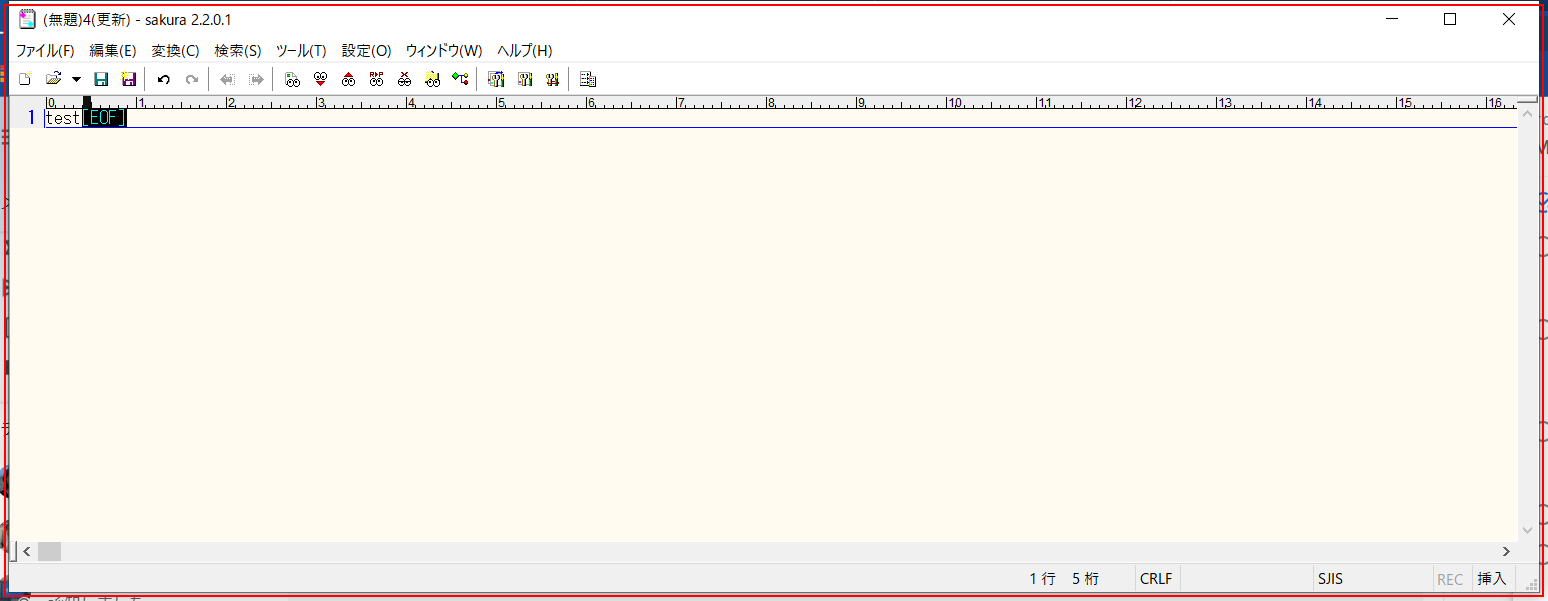 (無題)4(更新) - sakura 2.2.0.1
ファイル(F) 編集(E) 変換(C) 検索(S) ツール(T) 設定(O) ウィンドウ(W) ヘルプ(H)
0 1 2 3 4 5 6 7 8 9 10 11 12 13 14 15 16
1 test[EOF]
1 行 5 桁 CRLF SJIS REC 挿入